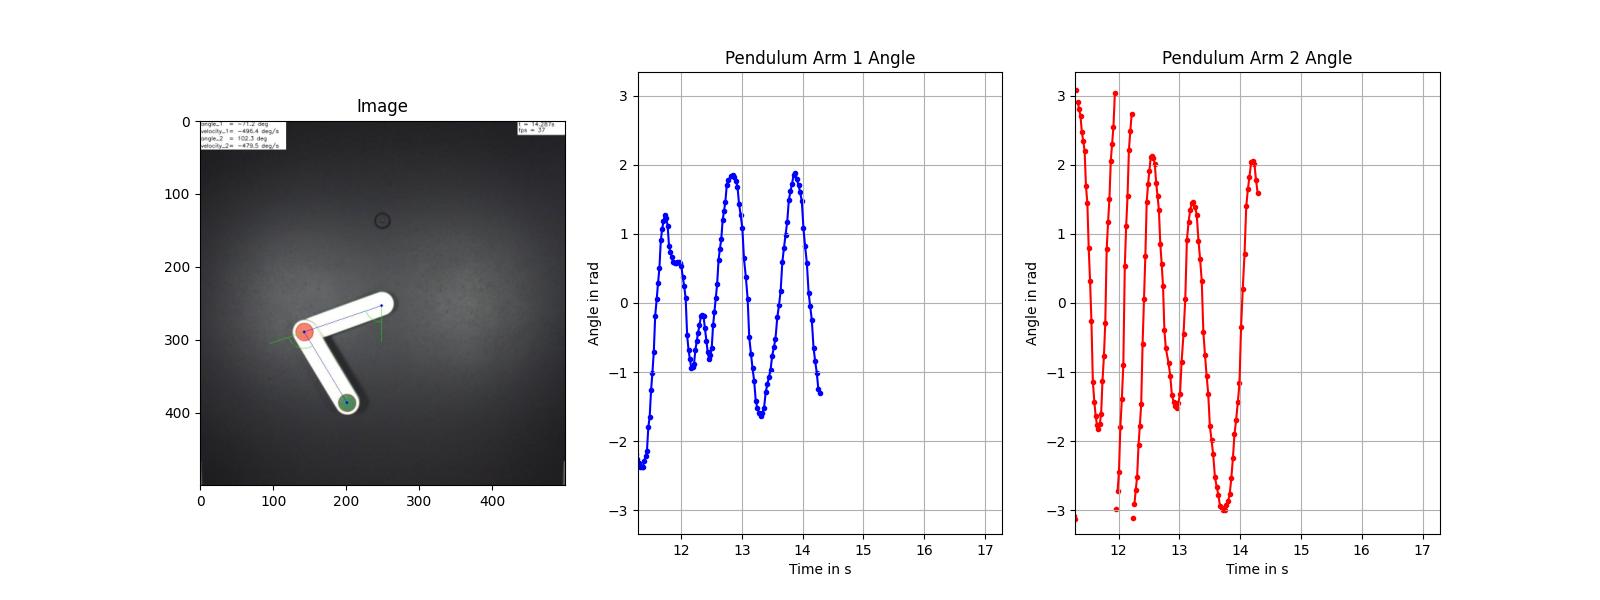 Image
Pendulum Arm 1 Angle
Pendulum Arm 2 Angle
angle_1 = -71.2 deg
velocity_1= -496.4 deg/s
angle_2 = 102.3 deg
velocity_2= -479.5 deg/s
t = 14.287s
fps = 37
0
100
200
300
400
0
100
200
300
400
3
2
1
0
−1
−2
−3
Angle in rad
12
13
14
15
16
17
Time in s
3
2
1
0
−1
−2
−3
Angle in rad
12
13
14
15
16
17
Time in s